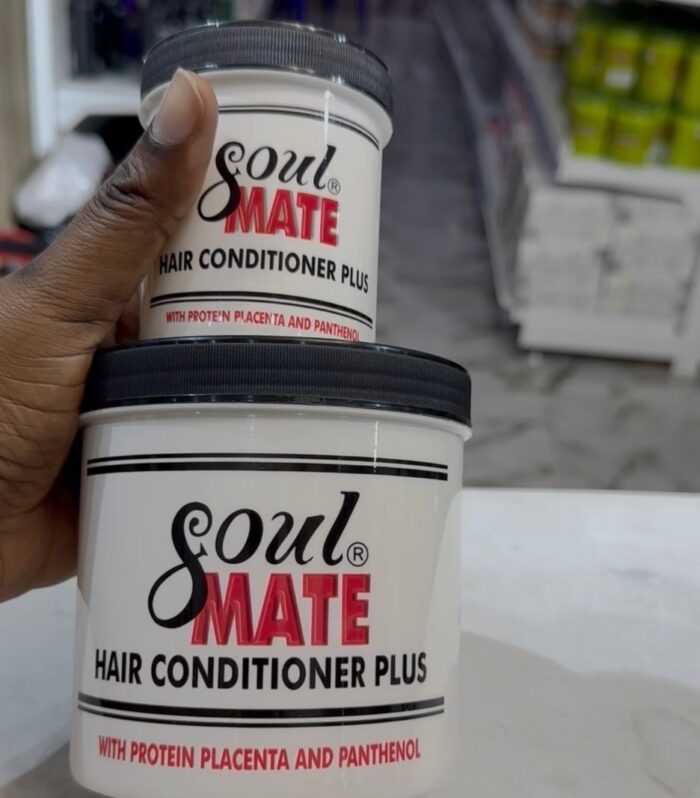 Soul®
MATE
HAIR CONDITIONER PLUS
WITH PROTEIN PLACENTA AND PANTHENOL
Soul®
MATE
HAIR CONDITIONER PLUS
WITH PROTEIN PLACENTA AND PANTHENOL